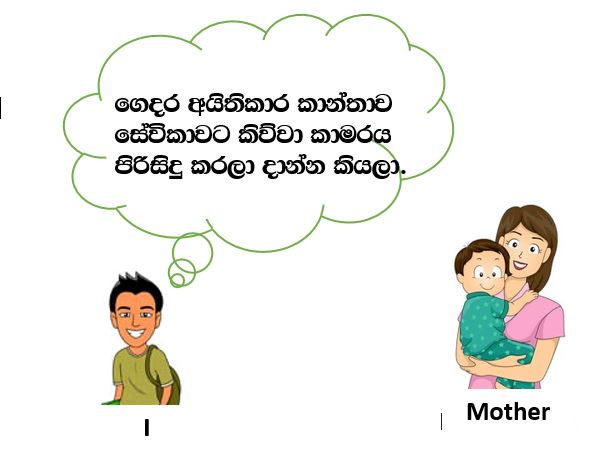 ගෙදර අයිතිකාර කාන්තාව
සේවිකාවට කිව්වා කාමරය
පිරිසිදු කරලා දාන්න කියලා.
I
Mother